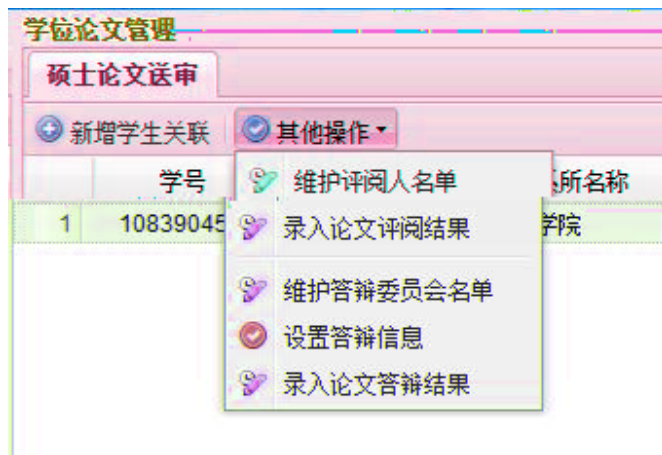 学位论文管理
硕士论文送审
新增学生关联 其他操作
学号 所名称
1 10839045 学院
维护评阅人名单
录入论文评阅结果
维护答辩委员会名单
设置答辩信息
录入论文答辩结果